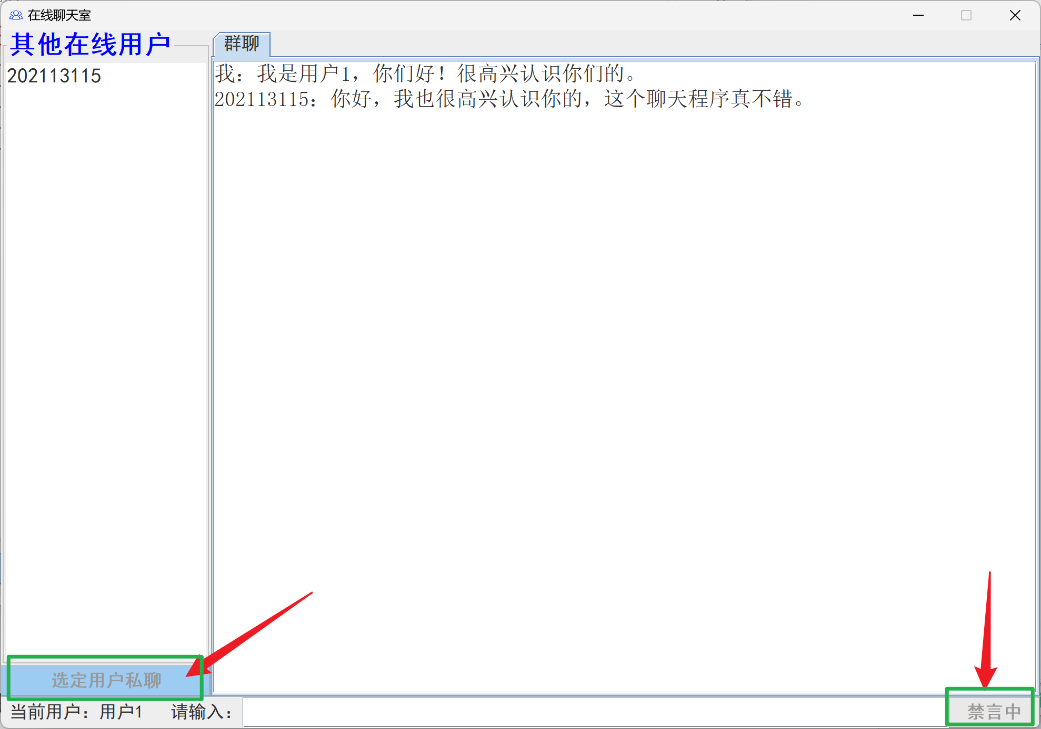 在线聊天室
其他在线用户
202113115
群聊
我：我是用户1，你们好！很高兴认识你们的。
202113115：你好，我也很高兴认识你的，这个聊天程序真不错。
选定用户私聊
当前用户：用户1 请输入：
禁言中